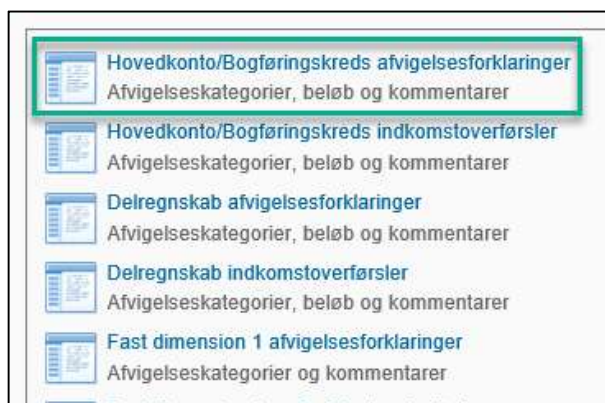 Hovedkonto/Bogføringskreds afvigelsesforklaringer
Afvigelseskategorier, beløb og kommentarer
Hovedkonto/Bogføringskreds indkomstoverførsler
Afvigelseskategorier, beløb og kommentarer
Delregnskab afvigelsesforklaringer
Afvigelseskategorier, beløb og kommentarer
Delregnskab indkomstoverførsler
Afvigelseskategorier, beløb og kommentarer
Fast dimension 1 afvigelsesforklaringer
Afvigelseskategorier og kommentarer